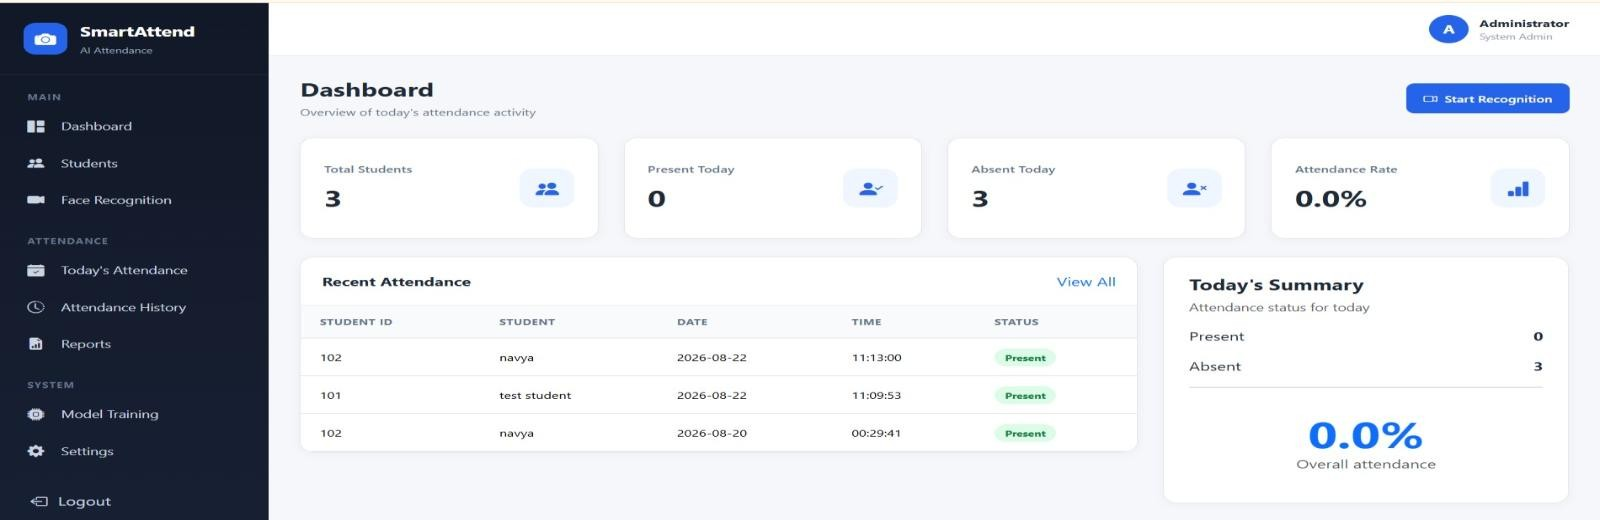 SmartAttend
AI Attendance
MAIN
Dashboard
Students
Face Recognition
ATTENDANCE
Today's Attendance
Attendance History
Reports
SYSTEM
Model Training
Settings
Logout
A
Administrator
System Admin
Dashboard
Overview of today's attendance activity
Start Recognition
Total Students
3
Present Today
0
Absent Today
3
Attendance Rate
0.0%
Recent Attendance View All
STUDENT ID STUDENT DATE TIME STATUS
102 navya 2026-08-22 11:13:00 Present
101 test student 2026-08-22 11:09:53 Present
102 navya 2026-08-20 00:29:41 Present
Today's Summary
Attendance status for today
Present 0
Absent 3
0.0%
Overall attendance